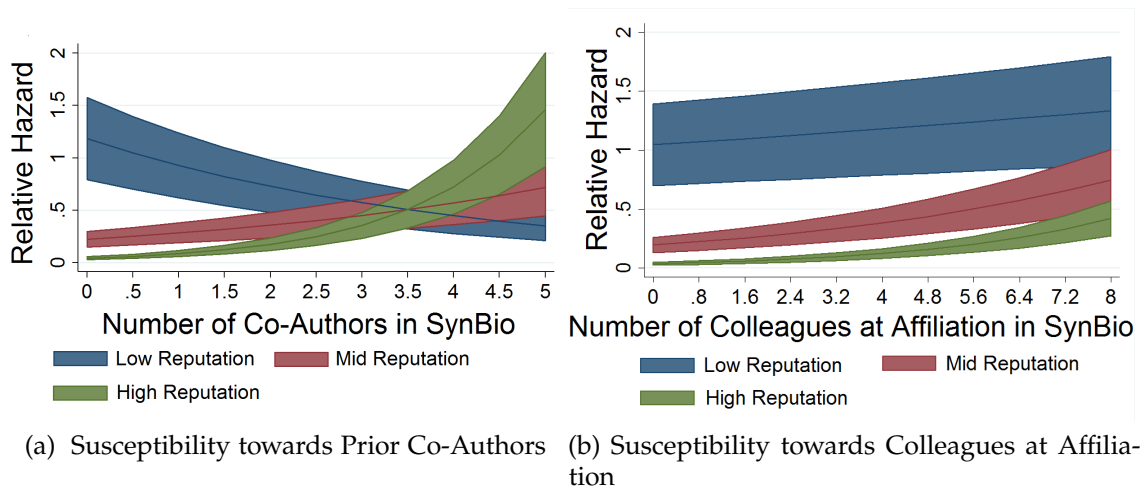 2
1.5
1
.5
0
Relative Hazard
0 .5 1 1.5 2 2.5 3 3.5 4 4.5 5
Number of Co-Authors in SynBio
Low Reputation Mid Reputation
High Reputation
(a) Susceptibility towards Prior Co-Authors
2
1.5
1
.5
0
Relative Hazard
0 .8 1.6 2.4 3.2 4 4.8 5.6 6.4 7.2 8
Number of Colleagues at Affiliation in SynBio
Low Reputation Mid Reputation
High Reputation
(b) Susceptibility towards Colleagues at Affilia-
tion